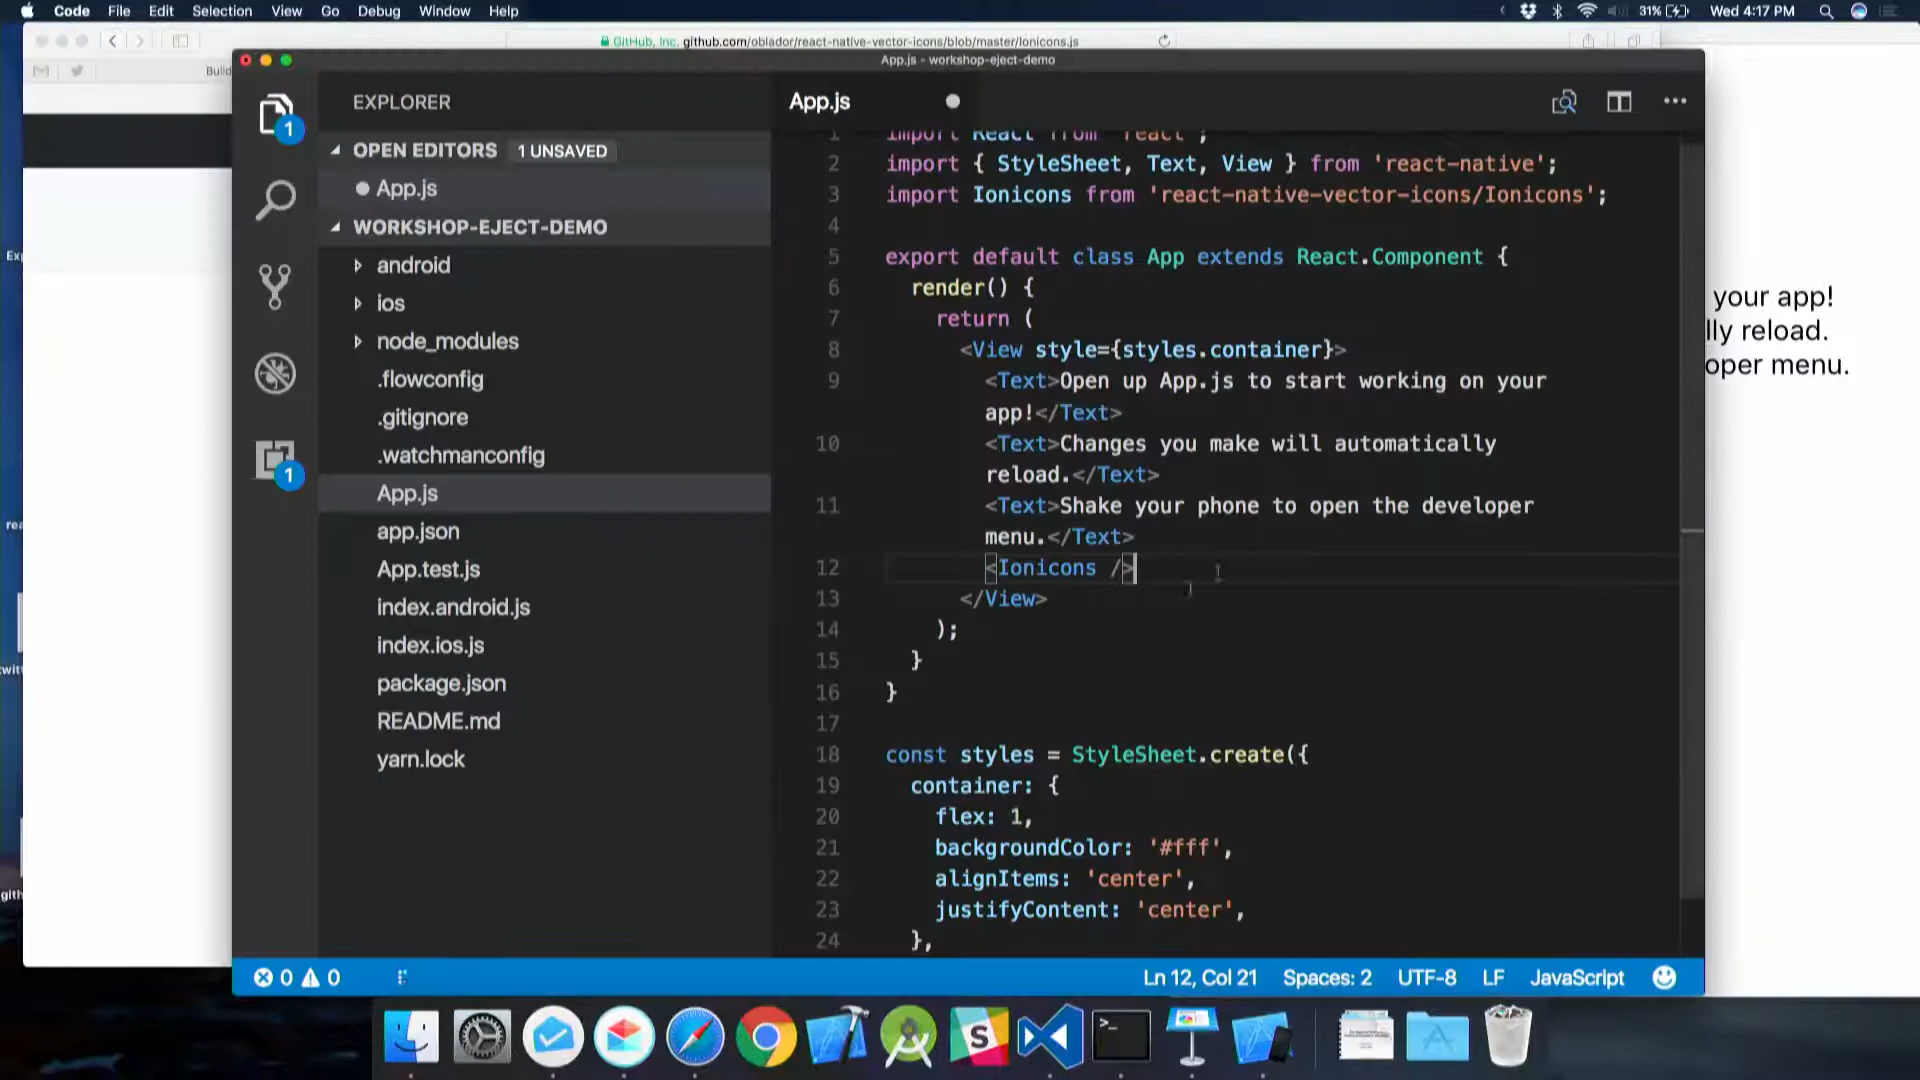 Code File Edit Selection View Go Debug Window Help
31% Wed 4:17 PM
GitHub, Inc. github.com/oblador/react-native-vector-icons/blob/master/Ionicons.js
App.js - workshop-eject-demo
Build
EXPLORER
OPEN EDITORS 1 UNSAVED
App.js
WORKSHOP-EJECT-DEMO
android
ios
node_modules
.flowconfig
.gitignore
.watchmanconfig
App.js
app.json
App.test.js
index.android.js
index.ios.js
package.json
README.md
yarn.lock
1
1
App.js
1 import React from 'react';
2 import { StyleSheet, Text, View } from 'react-native';
3 import Ionicons from 'react-native-vector-icons/Ionicons';
4
5 export default class App extends React.Component {
6 render() {
7 return (
8 <View style={styles.container}>
9 <Text>Open up App.js to start working on your
app!</Text>
10 <Text>Changes you make will automatically
reload.</Text>
11 <Text>Shake your phone to open the developer
menu.</Text>
12 <Ionicons />
13 </View>
14 );
15 }
16 }
17
18 const styles = StyleSheet.create({
19 container: {
20 flex: 1,
21 backgroundColor: '#fff',
22 alignItems: 'center',
23 justifyContent: 'center',
24 },
your app!
lly reload.
oper menu.
0 0 Ln 12, Col 21 Spaces: 2 UTF-8 LF JavaScript